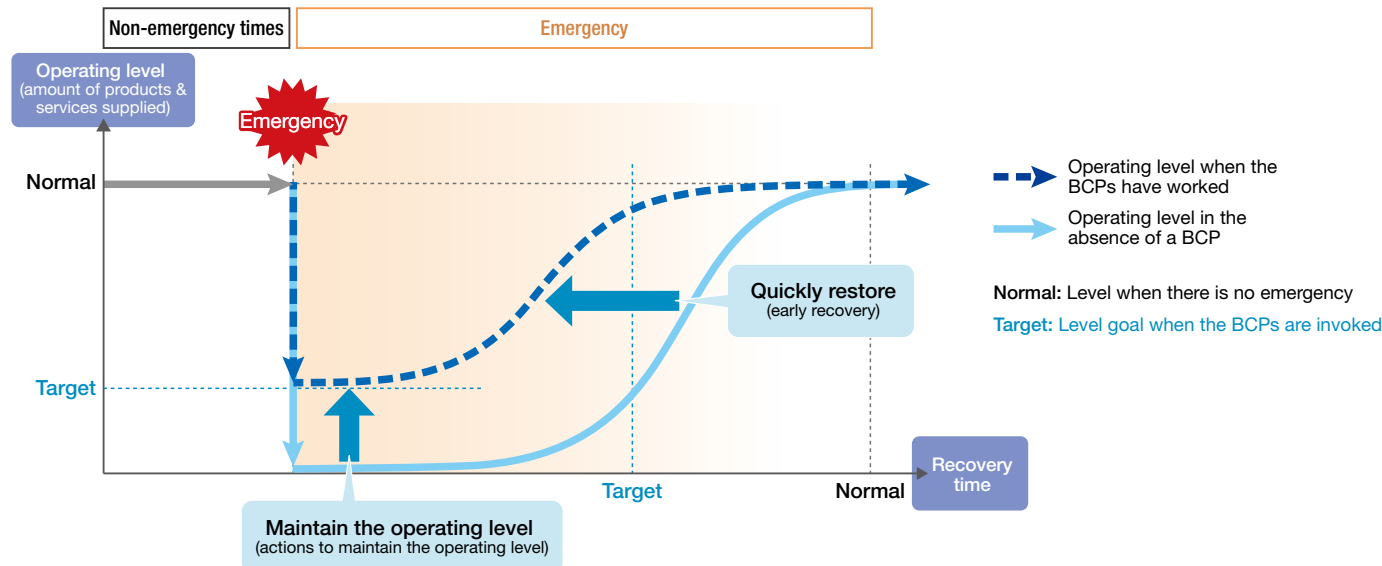 Non-emergency times
Emergency
Operating level
(amount of products &
services supplied)
Emergency
Normal
Operating level when the
BCPs have worked
Operating level in the
absence of a BCP
Quickly restore
(early recovery)
Normal: Level when there is no emergency
Target: Level goal when the BCPs are invoked
Target
Recovery
time
Target
Normal
Maintain the operating level
(actions to maintain the operating level)